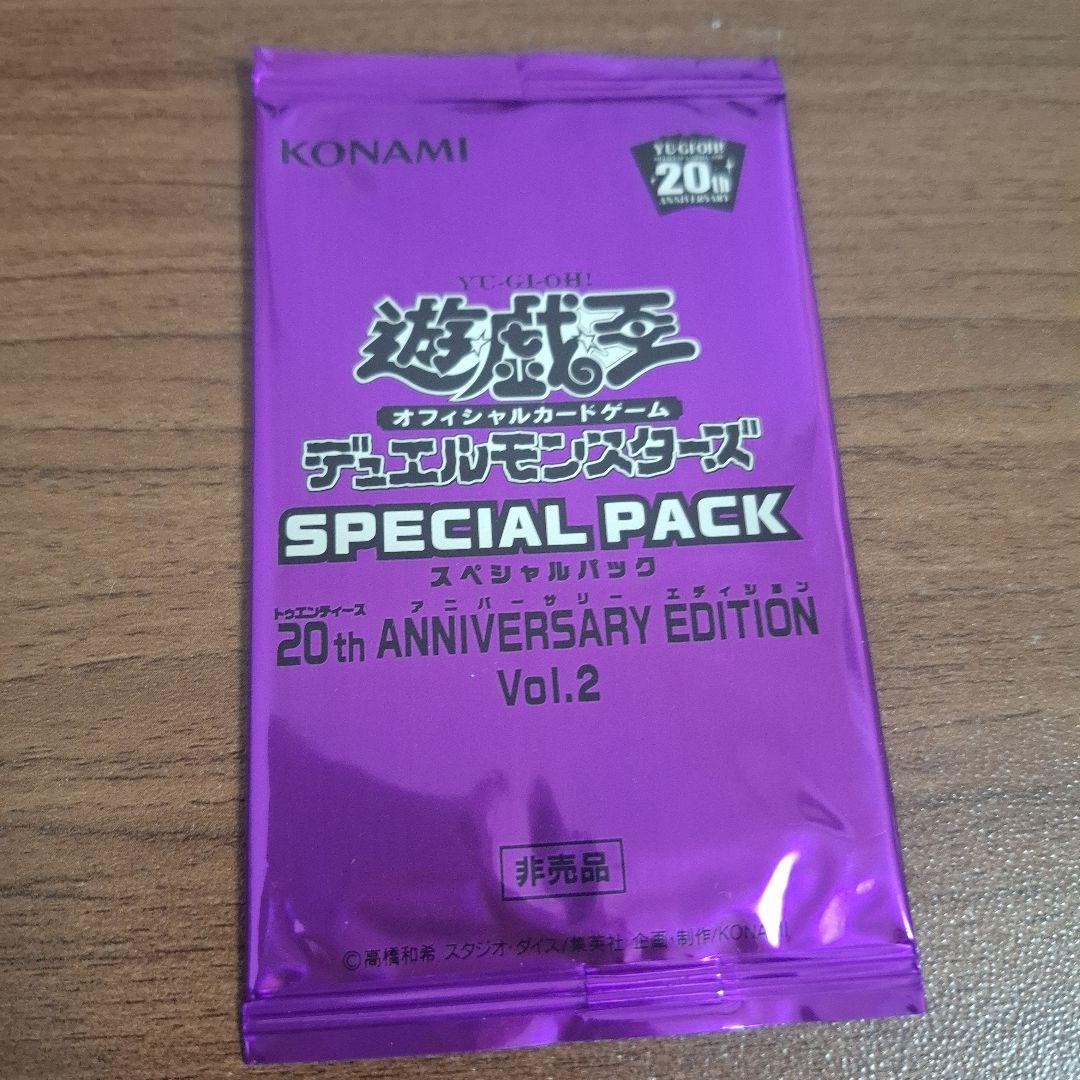 KONAMI
YU-GI-OH!
20th
ANNIVERSARY
YU-GI-OH!
遊☆戯☆王
オフィシャルカードゲーム
デュエルモンスターズ
SPECIAL PACK
スペシャルパック
トゥエンティース アニバーサリー エディション
20th ANNIVERSARY EDITION
Vol.2
非売品
©高橋和希 スタジオ・ダイス/集英社 企画・制作/KONAMI